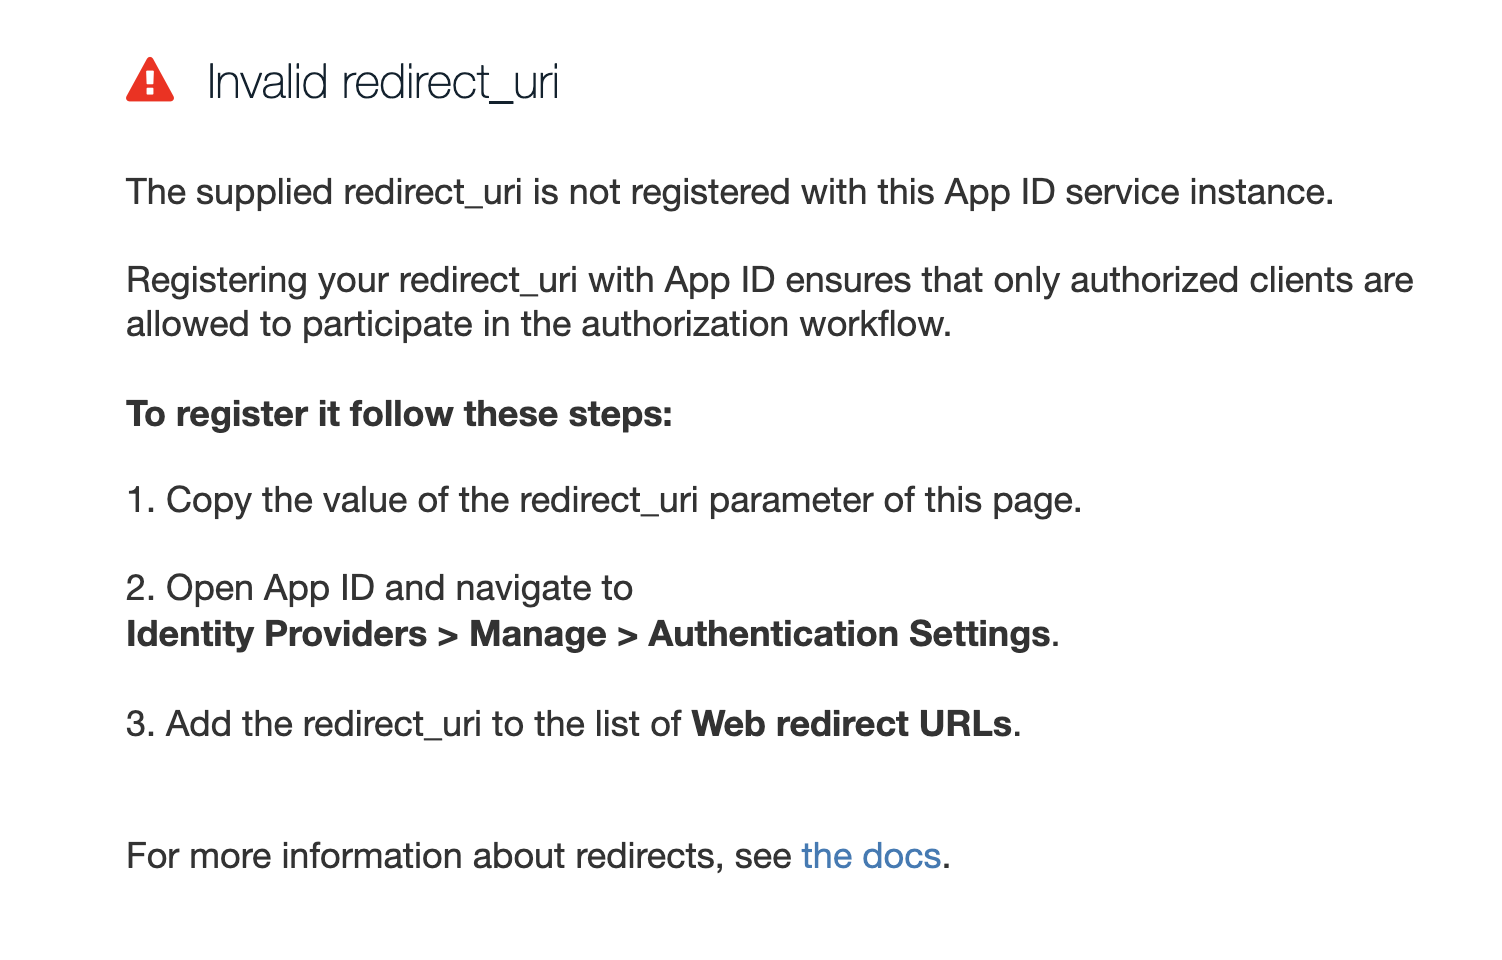 Invalid redirect_uri
The supplied redirect_uri is not registered with this App ID service instance.
Registering your redirect_uri with App ID ensures that only authorized clients are
allowed to participate in the authorization workflow.
To register it follow these steps:
1. Copy the value of the redirect_uri parameter of this page.
2. Open App ID and navigate to
Identity Providers > Manage > Authentication Settings.
3. Add the redirect_uri to the list of Web redirect URLs.
For more information about redirects, see the docs.